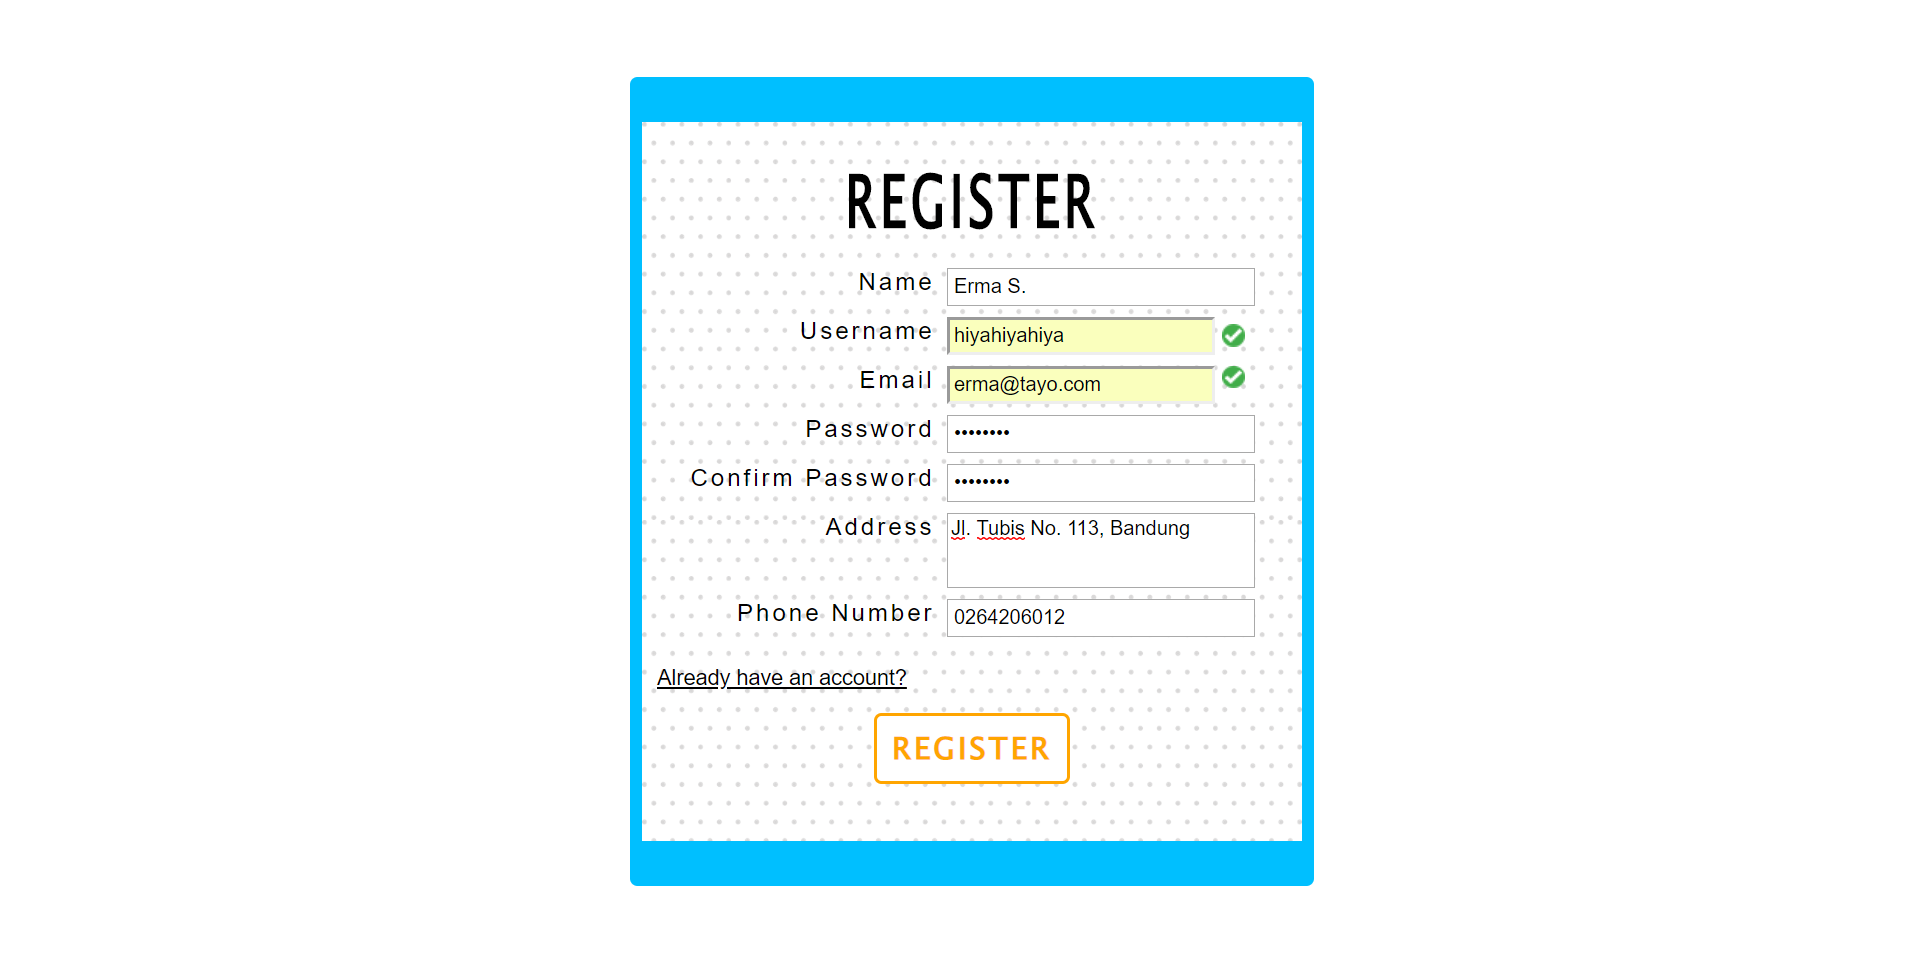 REGISTER
Name Erma S.
Username hiyahiyahiya
Email erma@tayo.com
Password ••••••••
Confirm Password ••••••••
Address Jl. Tubis No. 113, Bandung
Phone Number 0264206012
Already have an account?
REGISTER